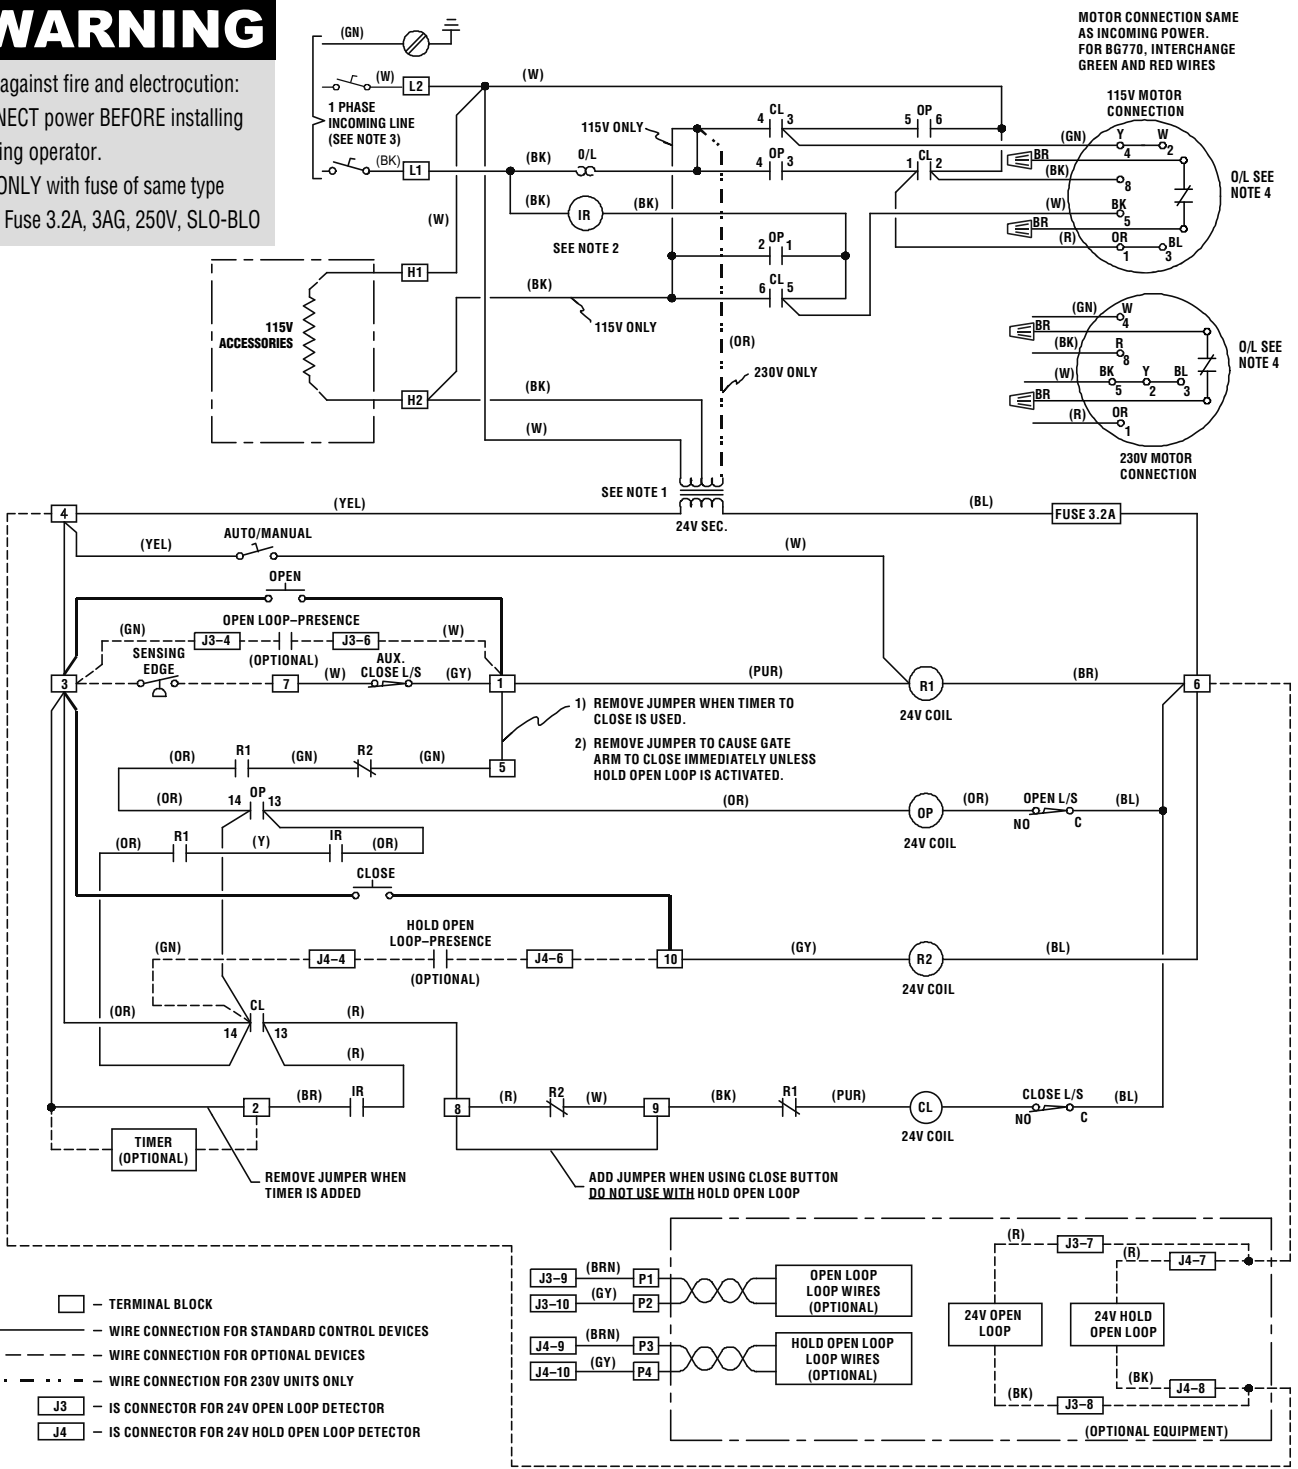 WARNING
against fire and electrocution:
NECT power BEFORE installing
ing operator.
ONLY with fuse of same type
Fuse 3.2A, 3AG, 250V, SLO-BLO
(GN)
(W) L2 (W)
1 PHASE
INCOMING LINE
(SEE NOTE 3)
(BK) L1 (BK) O/L
115V ONLY
4 CL 3
5 OP 6
4 OP 3
1 CL 2
MOTOR CONNECTION SAME
AS INCOMING POWER.
FOR BG770, INTERCHANGE
GREEN AND RED WIRES
115V MOTOR
CONNECTION
(GN) Y 4 W 2
BR
(BK) 8
(W) BK 5
BR
(R) OR 1 BL 3
O/L SEE
NOTE 4
(BK) IR (BK)
SEE NOTE 2
(W)
2 OP 1
6 CL 5
H1 (BK)
115V ONLY
115V
ACCESSORIES
(OR)
230V ONLY
H2 (BK)
(W)
(GN) W 4
BR
(BK) R 8
(W) BK 5 Y 2 BL 3
BR
(R) OR 1
O/L SEE
NOTE 4
230V MOTOR
CONNECTION
SEE NOTE 1
24V SEC.
4 (YEL) (BL) FUSE 3.2A
(YEL) AUTO/MANUAL (W)
OPEN
OPEN LOOP–PRESENCE
(GN) J3–4 J3–6 (W)
(OPTIONAL)
SENSING
EDGE
AUX.
CLOSE L/S
3 7 (W) (GY) 1 (PUR) R1 (BR) 6
24V COIL
1) REMOVE JUMPER WHEN TIMER TO
CLOSE IS USED.
2) REMOVE JUMPER TO CAUSE GATE
ARM TO CLOSE IMMEDIATELY UNLESS
HOLD OPEN LOOP IS ACTIVATED.
(OR) R1 (GN) R2 (GN) 5
(OR) 14 OP 13 (OR) OP (OR) OPEN L/S (BL)
NO C
24V COIL
(OR) R1 (Y) IR (OR)
CLOSE
HOLD OPEN
LOOP–PRESENCE
(GN) J4–4 J4–6 10 (GY) R2 (BL)
(OPTIONAL)
24V COIL
(OR) CL (R)
14 13
(R)
2 (BR) IR 8 (R) R2 (W) 9 (BK) R1 (PUR) CL CLOSE L/S (BL)
NO C
24V COIL
TIMER
(OPTIONAL)
REMOVE JUMPER WHEN
TIMER IS ADDED
ADD JUMPER WHEN USING CLOSE BUTTON
DO NOT USE WITH HOLD OPEN LOOP
– TERMINAL BLOCK
– WIRE CONNECTION FOR STANDARD CONTROL DEVICES
– WIRE CONNECTION FOR OPTIONAL DEVICES
– WIRE CONNECTION FOR 230V UNITS ONLY
J3 – IS CONNECTOR FOR 24V OPEN LOOP DETECTOR
J4 – IS CONNECTOR FOR 24V HOLD OPEN LOOP DETECTOR
J3–9 (BRN) P1
J3–10 (GY) P2
OPEN LOOP
LOOP WIRES
(OPTIONAL)
J4–9 (BRN) P3
J4–10 (GY) P4
HOLD OPEN LOOP
LOOP WIRES
(OPTIONAL)
(R) J3–7
(R) J4–7
24V OPEN
LOOP
24V HOLD
OPEN LOOP
(BK) J4–8
(BK) J3–8
(OPTIONAL EQUIPMENT)